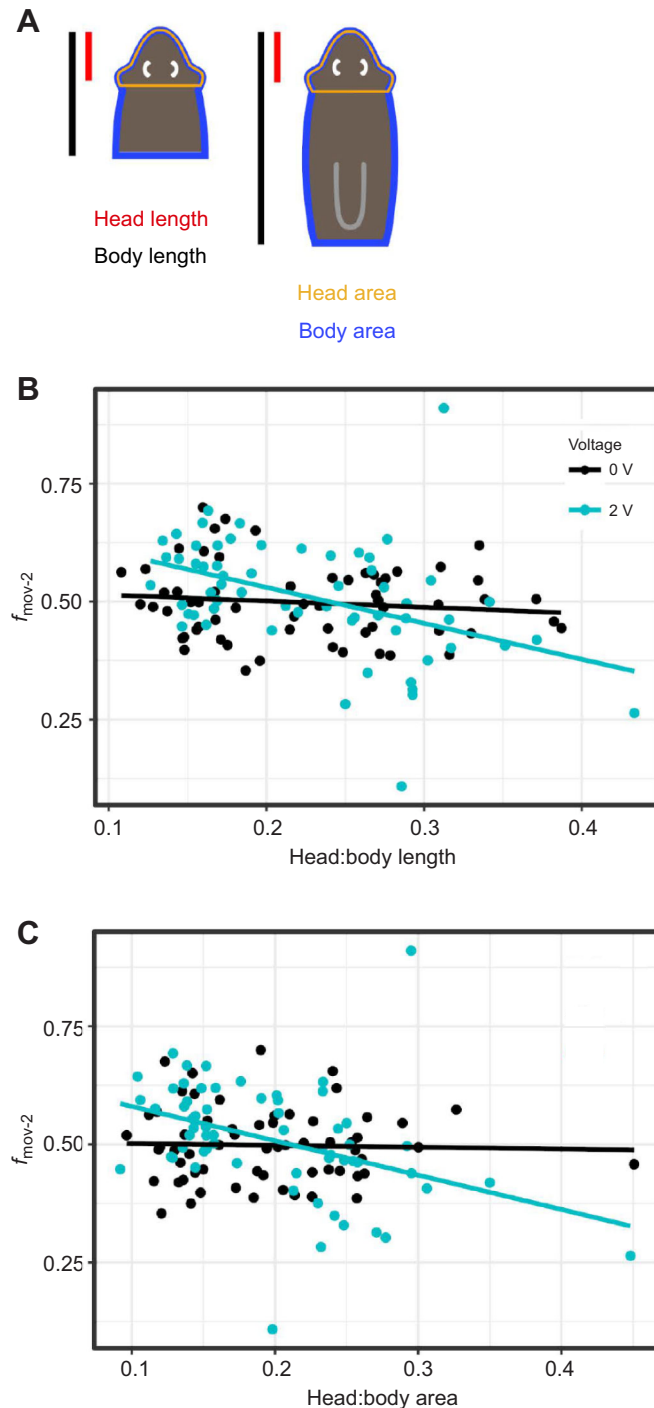 A
Head length
Body length
Head area
Body area
B
Voltage
0 V
2 V
0.75
0.50
0.25
f mov-2
0.1 0.2 0.3 0.4
Head:body length
C
0.75
0.50
0.25
f mov-2
0.1 0.2 0.3 0.4
Head:body area